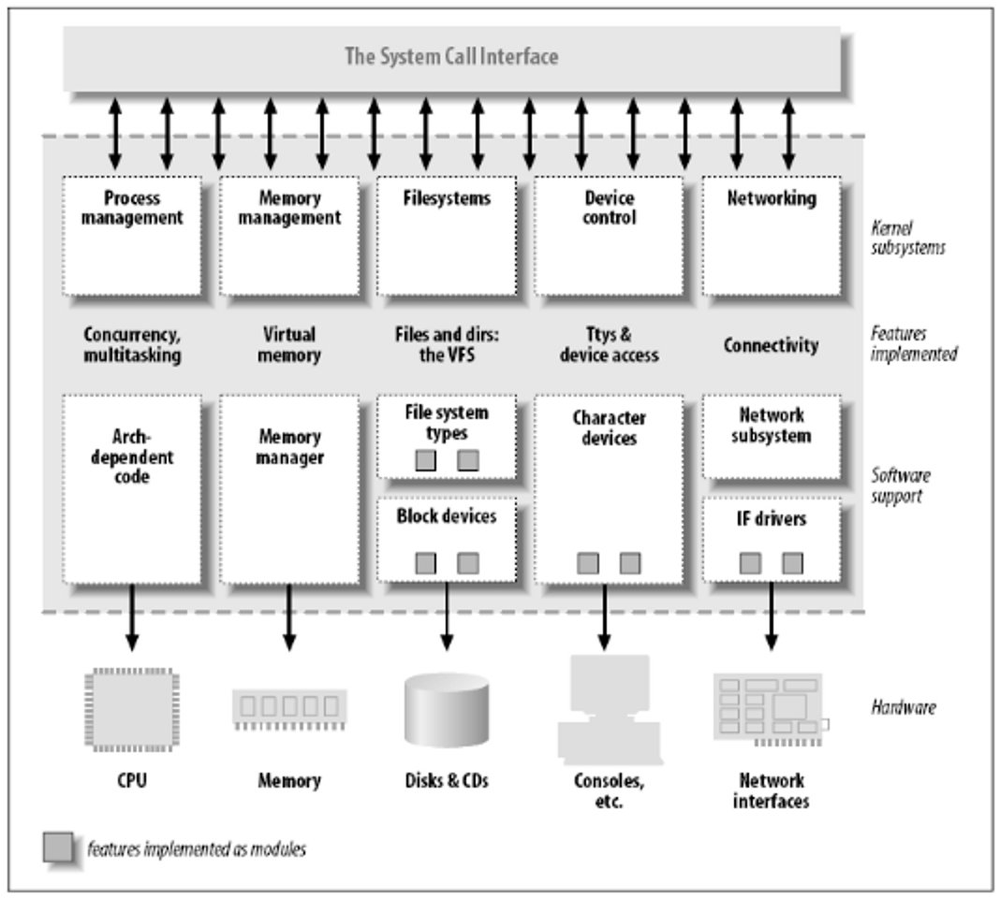 The System Call Interface
Process
management
Memory
management
Filesystems
Device
control
Networking
Kernel
subsystems
Concurrency,
multitasking
Virtual
memory
Files and dirs:
the VFS
Ttys &
device access
Connectivity
Features
implemented
Arch-
dependent
code
Memory
manager
File system
types
Block devices
Character
devices
Network
subsystem
IF drivers
Software
support
CPU
Memory
Disks & CDs
Consoles,
etc.
Network
interfaces
Hardware
features implemented as modules